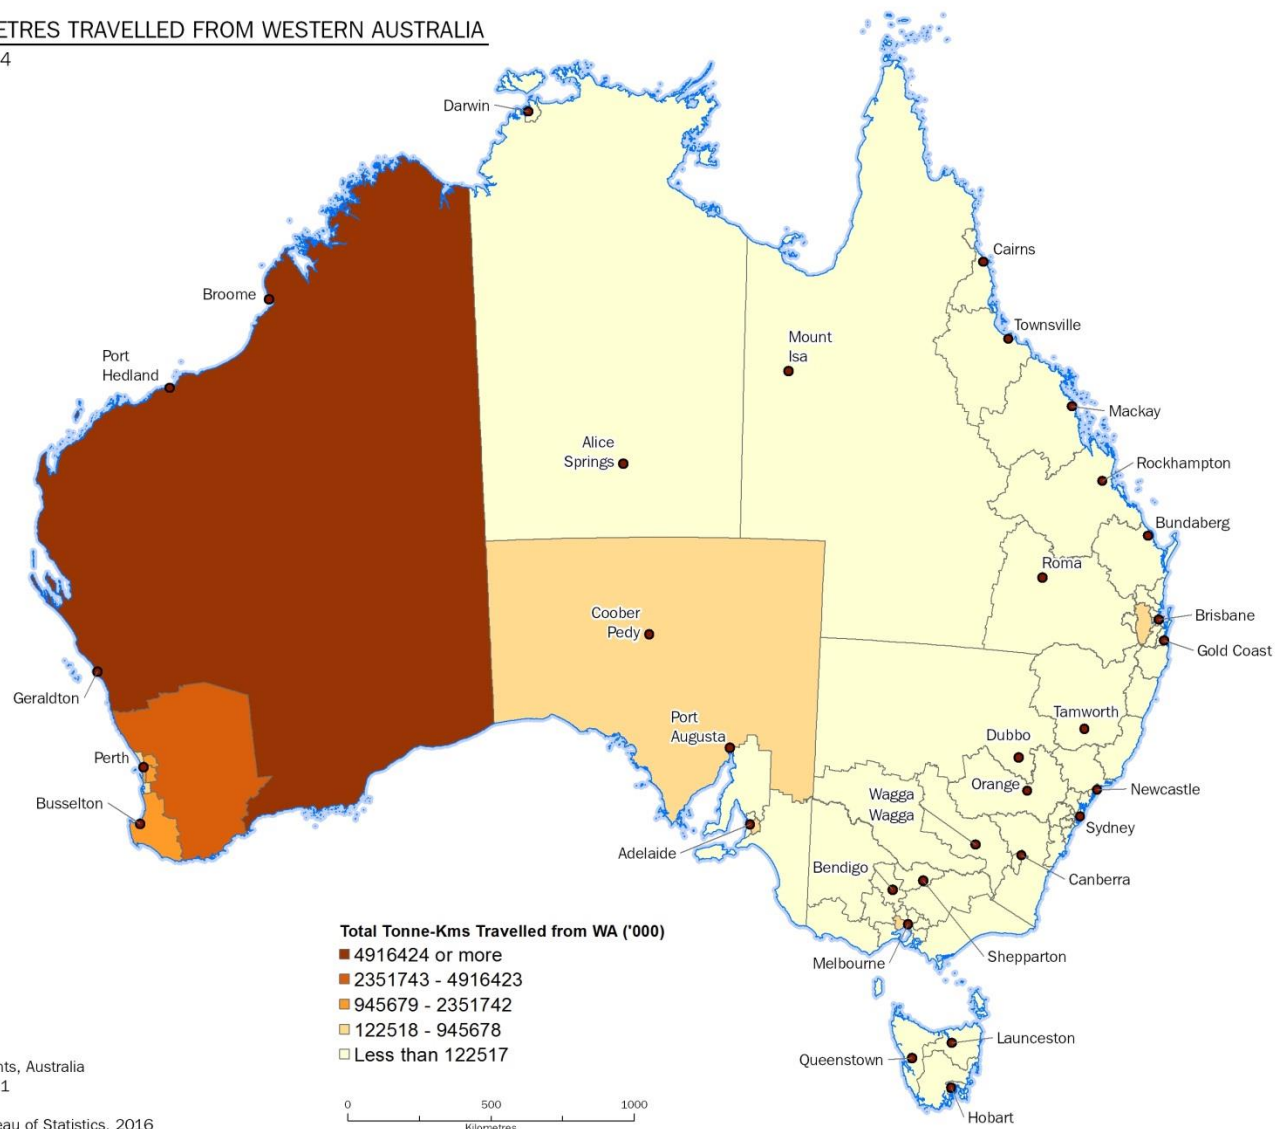 ETRES TRAVELLED FROM WESTERN AUSTRALIA
4
Darwin
Cairns
Broome
Townsville
Mount
Isa
Port
Hedland
Mackay
Alice
Springs
Rockhampton
Bundaberg
Roma
Coober
Pedy
Brisbane
Gold Coast
Geraldton
Port
Augusta
Tamworth
Dubbo
Perth
Orange
Newcastle
Busselton
Wagga
Wagga
Sydney
Adelaide
Bendigo
Canberra
Melbourne
Shepparton
Total Tonne-Kms Travelled from WA ('000)
4916424 or more
2351743 - 4916423
945679 - 2351742
122518 - 945678
Less than 122517
Launceston
Queenstown
Hobart
nts, Australia
1
eau of Statistics, 2016
0 500 1000
Kilometres